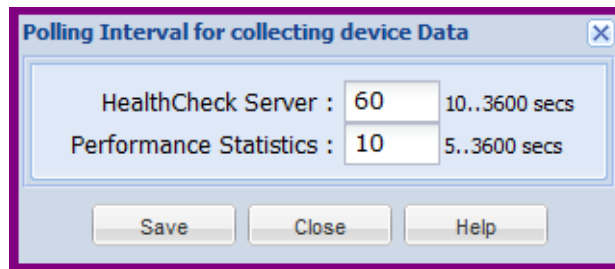 Polling Interval for collecting device Data
HealthCheck Server : 60 10..3600 secs
Performance Statistics : 10 5..3600 secs
Save Close Help